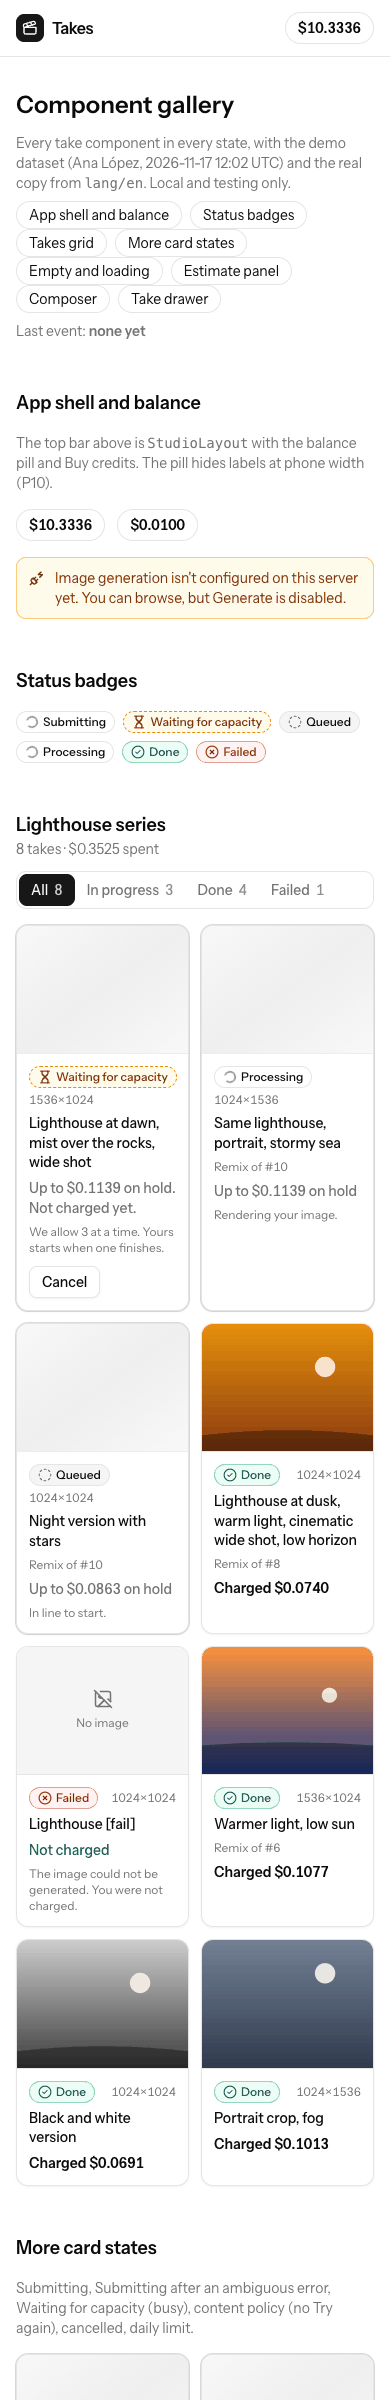 Takes
$10.3336
Component gallery
Every take component in every state, with the demo
dataset (Ana López, 2026-11-17 12:02 UTC) and the real
copy from lang/en. Local and testing only.
App shell and balance
Status badges
Takes grid
More card states
Empty and loading
Estimate panel
Composer
Take drawer
Last event: none yet
App shell and balance
The top bar above is StudioLayout with the balance
pill and Buy credits. The pill hides labels at phone width
(P10).
$10.3336
$0.0100
Image generation isn't configured on this server
yet. You can browse, but Generate is disabled.
Status badges
Submitting
Waiting for capacity
Queued
Processing
Done
Failed
Lighthouse series
8 takes · $0.3525 spent
All 8
In progress 3
Done 4
Failed 1
Waiting for capacity
1536×1024
Lighthouse at dawn,
mist over the rocks,
wide shot
Up to $0.1139 on hold.
Not charged yet.
We allow 3 at a time. Yours
starts when one finishes.
Cancel
Processing
1024×1536
Same lighthouse,
portrait, stormy sea
Remix of #10
Up to $0.1139 on hold
Rendering your image.
Queued
1024×1024
Night version with
stars
Remix of #10
Up to $0.0863 on hold
In line to start.
Done
1024×1024
Lighthouse at dusk,
warm light, cinematic
wide shot, low horizon
Remix of #8
Charged $0.0740
No image
Failed
1024×1024
Lighthouse [fail]
Not charged
The image could not be
generated. You were not
charged.
Done
1536×1024
Warmer light, low sun
Remix of #6
Charged $0.1077
Done
1024×1024
Black and white
version
Charged $0.0691
Done
1024×1536
Portrait crop, fog
Charged $0.1013
More card states
Submitting, Submitting after an ambiguous error,
Waiting for capacity (busy), content policy (no Try
again), cancelled, daily limit.